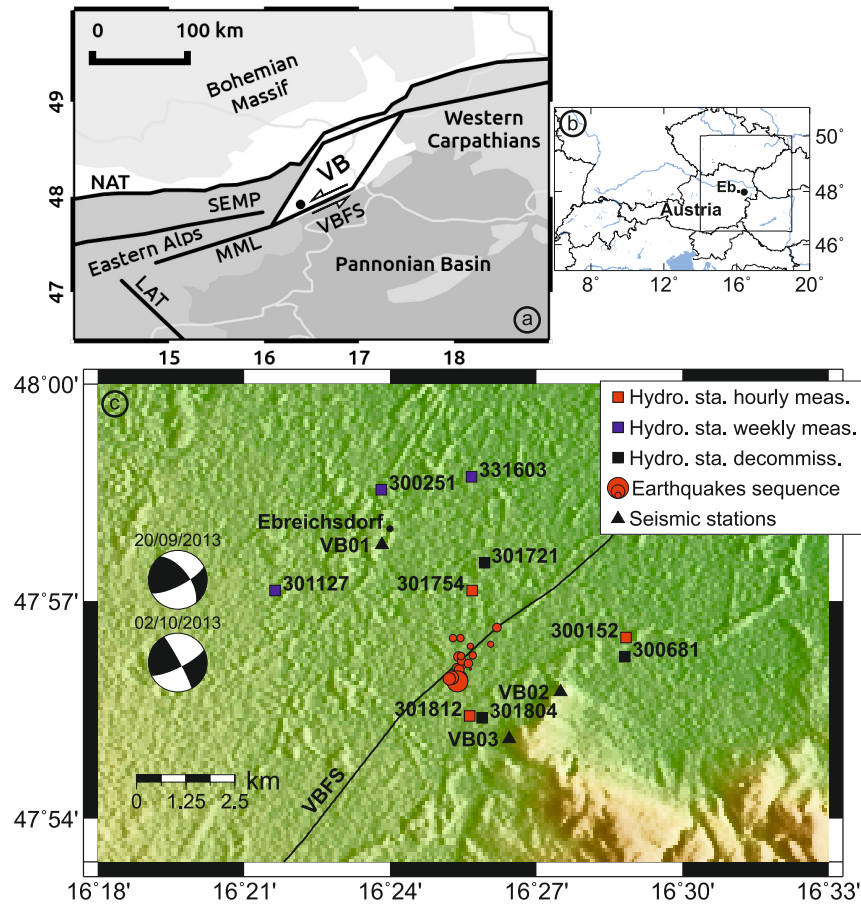 0 100 km
Bohemian
Massif
Western
Carpathians
NAT
VB
SEMP
VBFS
Eastern Alps
MML
Pannonian Basin
LAT
a
49
48
47
15 16 17 18
b
50°
48°
46°
Eb.
Austria
8° 12° 16° 20°
c
48°00'
47°57'
47°54'
Hydro. sta. hourly meas.
Hydro. sta. weekly meas.
Hydro. sta. decommiss.
Earthquakes sequence
Seismic stations
331603
300251
Ebreichsdorf
VB01
20/09/2013
301721
301127
301754
02/10/2013
300152
300681
VB02
301812
301804
VB03
VBFS
km
0 1.25 2.5
16°18' 16°21' 16°24' 16°27' 16°30' 16°33'